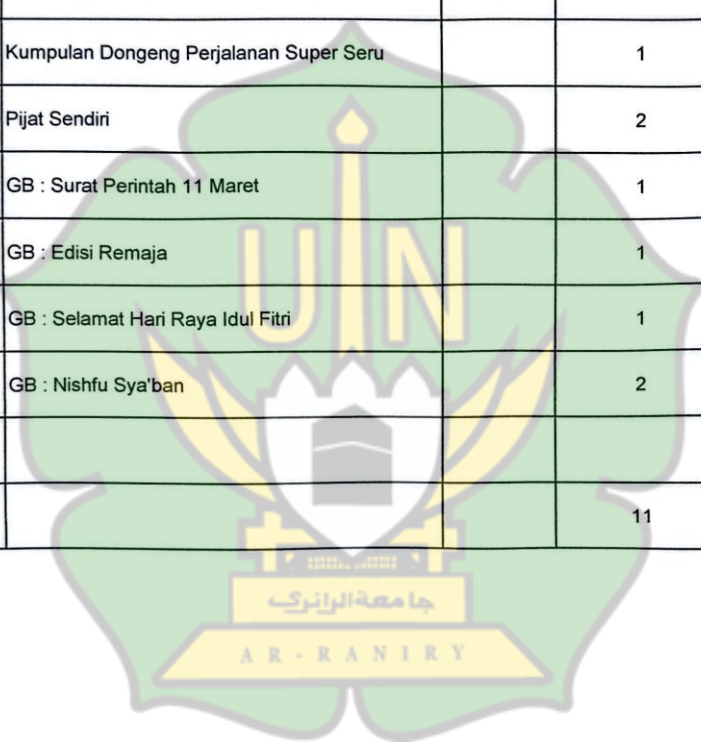 Kumpulan Dongeng Perjalanan Super Seru 1
Pijat Sendiri 2
GB : Surat Perintah 11 Maret 1
GB : Edisi Remaja 1
GB : Selamat Hari Raya Idul Fitri 1
GB : Nishfu Sya'ban 2
11
UIN
جامعة الرانري
AR-RANIRY